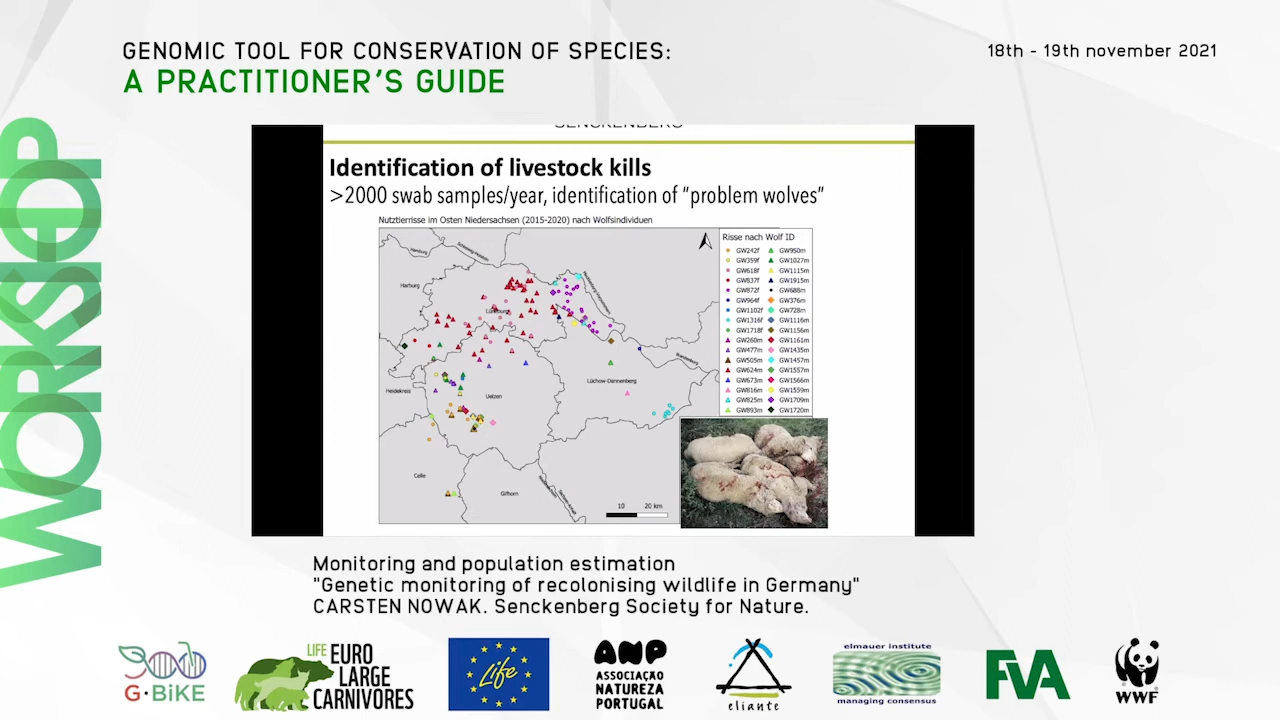 GENOMIC TOOL FOR CONSERVATION OF SPECIES:
A PRACTITIONER'S GUIDE
18th - 19th november 2021
WORKSHOP
SENCKENBERG
Identification of livestock kills
>2000 swab samples/year, identification of "problem wolves"
Nutztierrisse im Osten Niedersachsen (2015-2020) nach Wolfsindividuen
Risse nach Wolf ID
GW242f GW950m
GW359f GW1027m
GW618f GW1115m
GW837f GW1915m
GW872f GW688m
GW964f GW376m
GW1102f GW728m
GW1316f GW1116m
GW1718f GW1156m
GW260m GW1161m
GW477m GW1435m
GW505m GW1457m
GW624m GW1557m
GW673m GW1566m
GW816m GW1559m
GW825m GW1709m
GW893m GW1720m
Hamburg
Schleswig-Holstein
Harburg
Lüneburg
Brandenburg
Heidekreis
Lüchow-Dannenberg
Uelzen
Celle
Gifhorn
10 20 km
Monitoring and population estimation
"Genetic monitoring of recolonising wildlife in Germany"
CARSTEN NOWAK. Senckenberg Society for Nature.
G·BiKE
LIFE EURO
LARGE
CARNIVORES
Life
ANP
ASSOCIAÇÃO
NATUREZA
PORTUGAL
eliante
elmauer institute
managing consensus
FVA
WWF